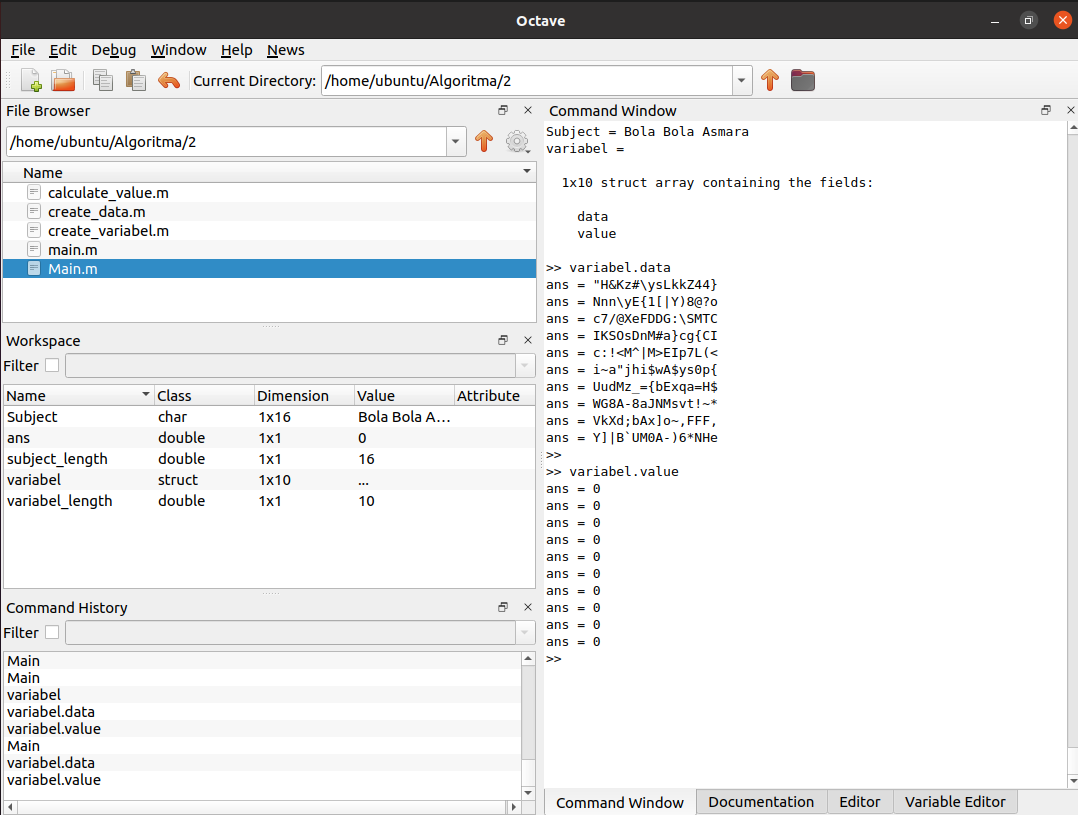 Octave
File Edit Debug Window Help News
Current Directory: /home/ubuntu/Algoritma/2
File Browser
/home/ubuntu/Algoritma/2
Name
calculate_value.m
create_data.m
create_variabel.m
main.m
Main.m
Workspace
Filter
Name Class Dimension Value Attribute
Subject char 1x16 Bola Bola A...
ans double 1x1 0
subject_length double 1x1 16
variabel struct 1x10 ...
variabel_length double 1x1 10
Command History
Filter
Main
Main
variabel
variabel.data
variabel.value
Main
variabel.data
variabel.value
Command Window
Subject = Bola Bola Asmara
variabel =
1x10 struct array containing the fields:
data
value
>> variabel.data
ans = "H&Kz#\ysLkkZ44}
ans = Nnn\yE{1[|Y)8@?o
ans = c7/@XeFDDG:\SMTC
ans = IKSOsDnM#a}cg{CI
ans = c:!<M^|M>EIp7L(<
ans = i~a"jhi$wA$ys0p{
ans = UudMz_={bExqa=H$
ans = WG8A-8aJNMsvt!~*
ans = VkXd;bAx]o~,FFF,
ans = Y]|B`UM0A-)6*NHe
>>
>> variabel.value
ans = 0
ans = 0
ans = 0
ans = 0
ans = 0
ans = 0
ans = 0
ans = 0
ans = 0
ans = 0
>>
Command Window Documentation Editor Variable Editor